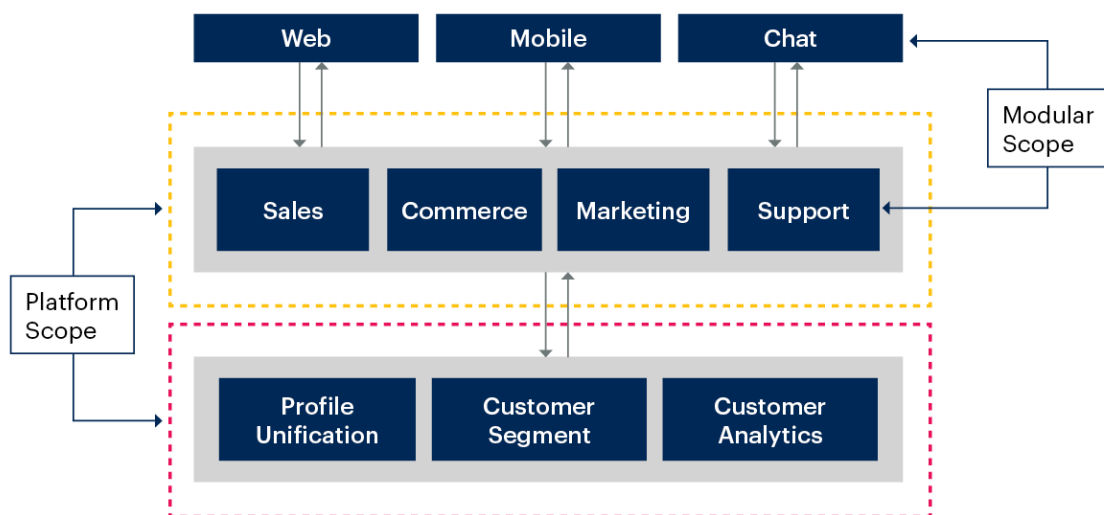 Web
Mobile
Chat
Modular
Scope
Sales
Commerce
Marketing
Support
Platform
Scope
Profile
Unification
Customer
Segment
Customer
Analytics